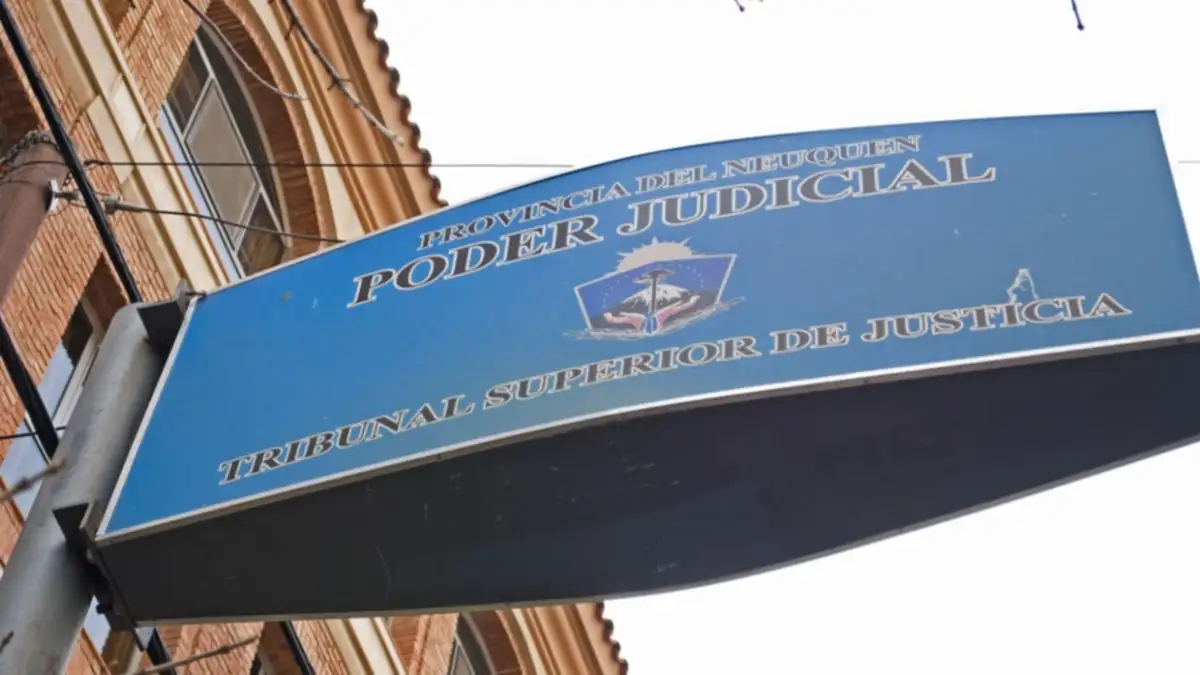 PROVINCIA DEL NEUQUEN
PODER JUDICIAL
TRIBUNAL SUPERIOR DE JUSTICIA